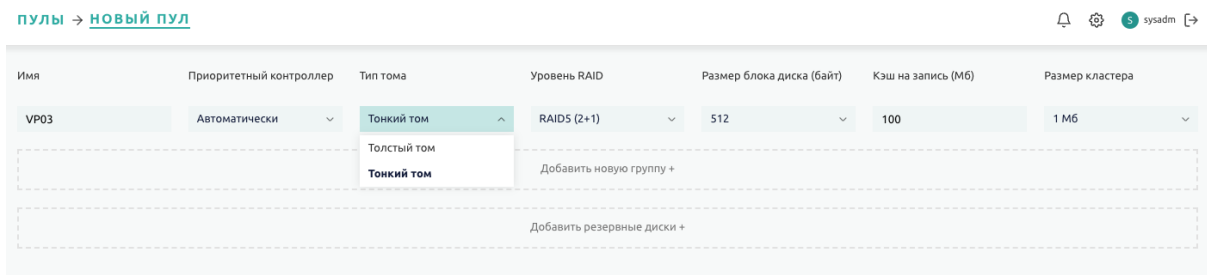 ПУЛЫ → НОВЫЙ ПУЛ
S sysadm
Имя Приоритетный контроллер Тип тома Уровень RAID Размер блока диска (байт) Кэш на запись (Мб) Размер кластера
VP03 Автоматически Тонкий том RAID5 (2+1) 512 100 1 Мб
Толстый том
Тонкий том
Добавить новую группу +
Добавить резервные диски +